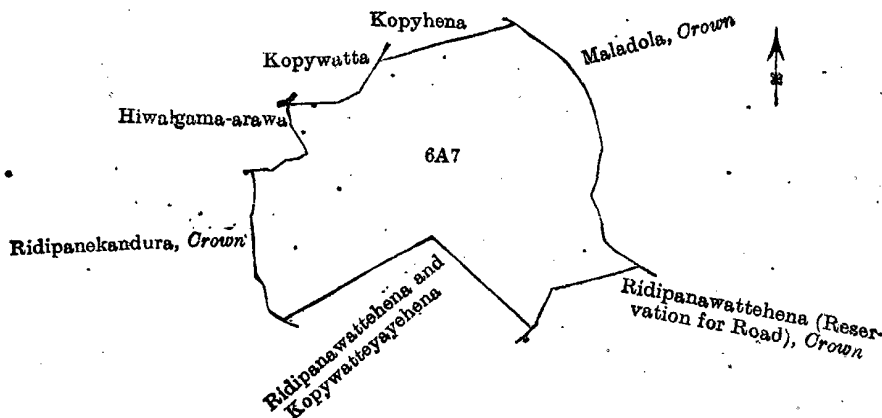 Kopyhena
Maladola, Crown
Kopywatta
Hiwalgama-arawa
6A7
Ridipanekandura, Crown
Ridipanawattehena and
Kopywatteyayehena
Ridipanawattehena (Reser-
vation for Road), Crown